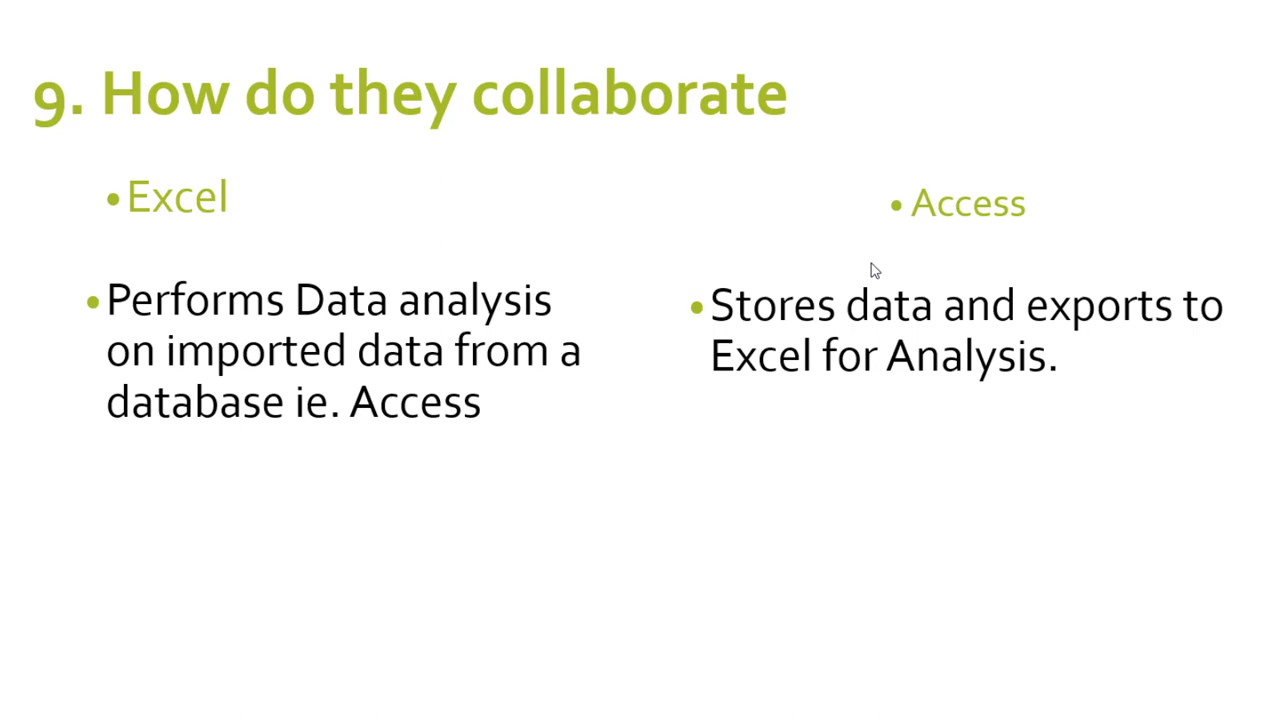 9. How do they collaborate
•Excel
•Performs Data analysis
on imported data from a
database ie. Access
•Access
•Stores data and exports to
Excel for Analysis.